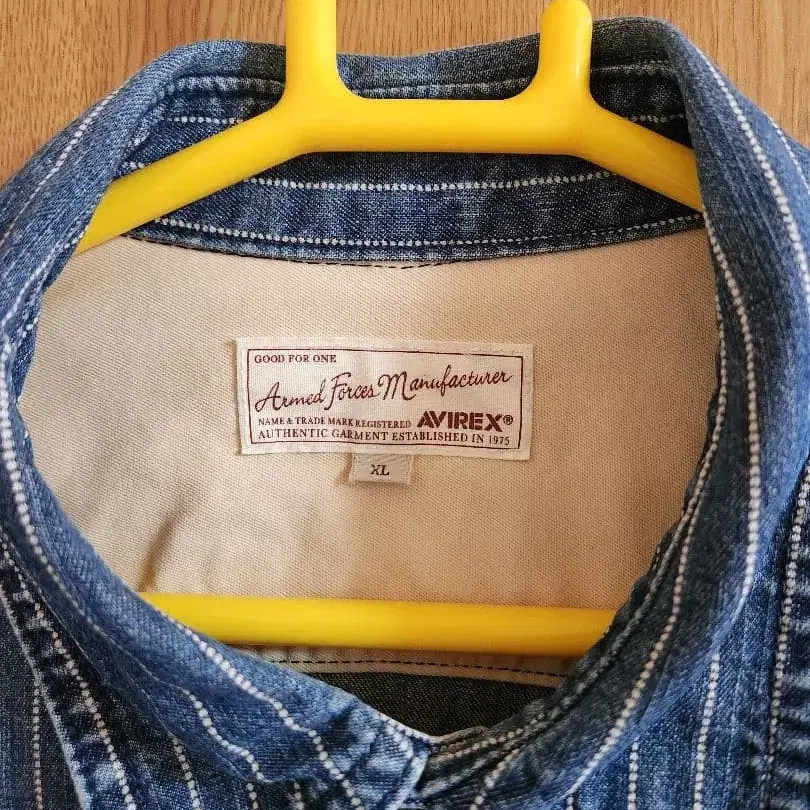 GOOD FOR ONE
Armed Forces Manufacturer
NAME & TRADE MARK REGISTERED AVIREX®
AUTHENTIC GARMENT ESTABLISHED IN 1975
XL